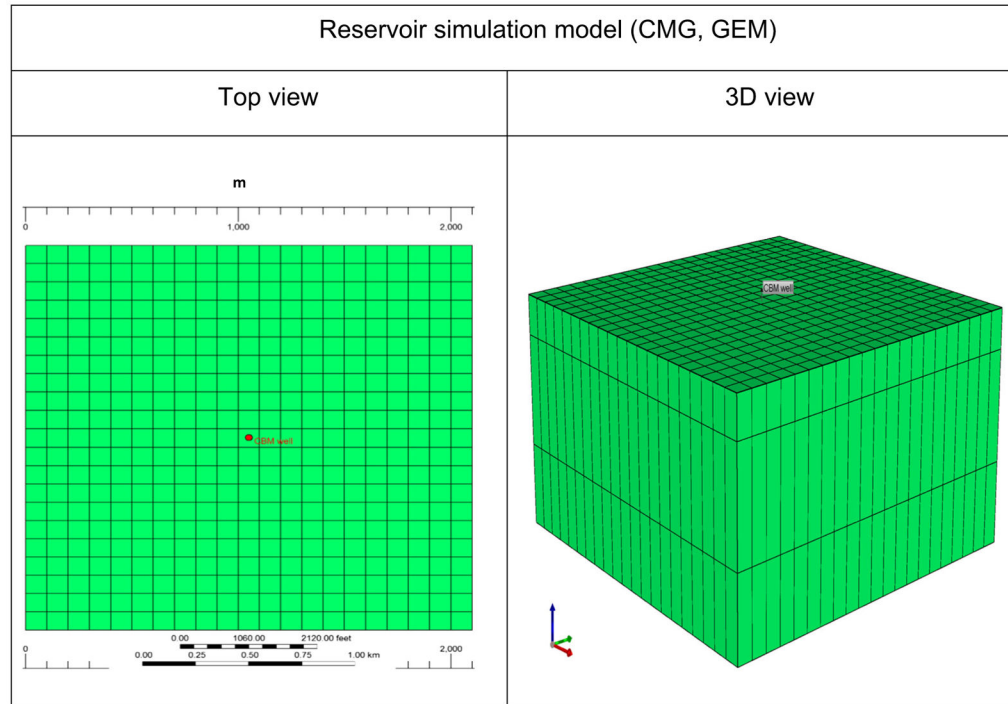 Reservoir simulation model (CMG, GEM)
Top view
3D view
m
0 1,000 2,000
CBM well
CBM well
0.00 1060.00 2120.00 feet
0 2,000
0.00 0.25 0.50 0.75 1.00 km